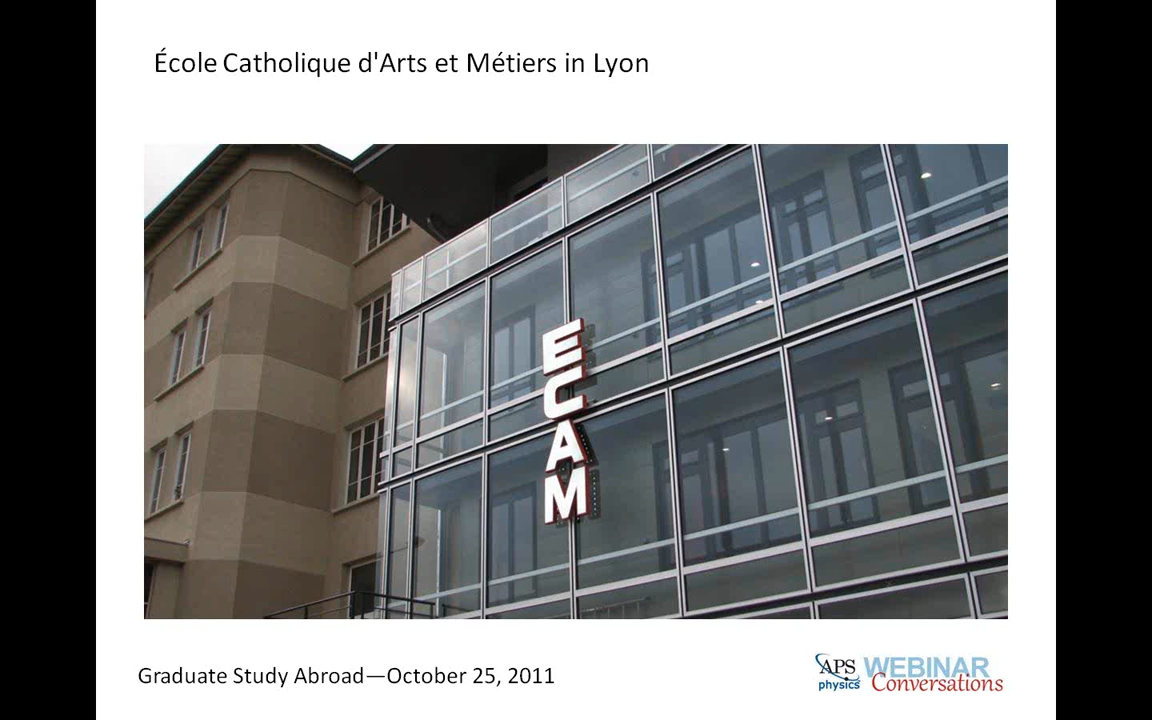 École Catholique d'Arts et Métiers in Lyon
ECAM
Graduate Study Abroad—October 25, 2011
APS physics
WEBINAR
Conversations